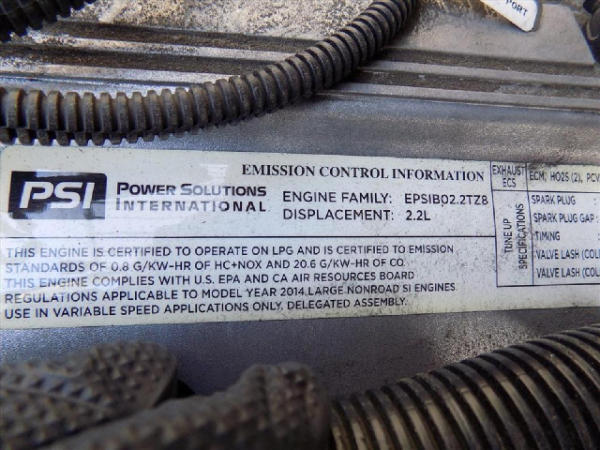 PORT
EMISSION CONTROL INFORMATION
PSI
POWER SOLUTIONS
INTERNATIONAL
ENGINE FAMILY: EPSIB02.2TZ8
DISPLACEMENT: 2.2L
THIS ENGINE IS CERTIFIED TO OPERATE ON LPG AND IS CERTIFIED TO EMISSION
STANDARDS OF 0.8 G/KW-HR OF HC+NOX AND 20.6 G/KW-HR OF CO.
THIS ENGINE COMPLIES WITH U.S. EPA AND CA AIR RESOURCES BOARD
REGULATIONS APPLICABLE TO MODEL YEAR 2014.LARGE NONROAD SI ENGINES.
USE IN VARIABLE SPEED APPLICATIONS ONLY, DELEGATED ASSEMBLY.
EXHAUST
ECS
ECM, HO2S (2), PCV
TUNE UP
SPECIFICATIONS
SPARK PLUG :
SPARK PLUG GAP :
TIMING :
VALVE LASH (COL
VALVE LASH (COL